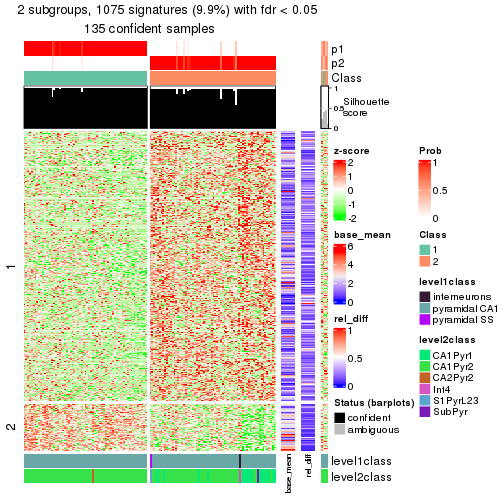 2 subgroups, 1075 signatures (9.9%) with fdr < 0.05
135 confident samples
p1
p2
Class
1
0.5
0
Silhouette
score
1
2
z-score
2
1
0
-1
-2
base_mean
6
4
2
0
rel_diff
1
0.5
0
Status (barplots)
confident
ambiguous
Prob
1
0.5
0
Class
1
2
level1class
interneurons
pyramidal CA1
pyramidal SS
level2class
CA1Pyr1
CA1Pyr2
CA2Pyr2
Int4
S1PyrL23
SubPyr
level1class
level2class
base_mean
rel_diff